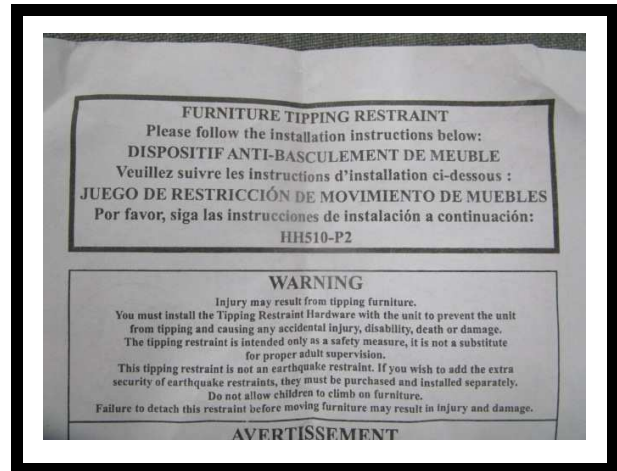 FURNITURE TIPPING RESTRAINT
Please follow the installation instructions below:
DISPOSITIF ANTI-BASCULEMENT DE MEUBLE
Veuillez suivre les instructions d'installation ci-dessous :
JUEGO DE RESTRICCIÓN DE MOVIMIENTO DE MUEBLES
Por favor, siga las instrucciones de instalación a continuación:
HH510-P2
WARNING
Injury may result from tipping furniture.
You must install the Tipping Restraint Hardware with the unit to prevent the unit
from tipping and causing any accidental injury, disability, death or damage.
The tipping restraint is intended only as a safety measure, it is not a substitute
for proper adult supervision.
This tipping restraint is not an earthquake restraint. If you wish to add the extra
security of earthquake restraints, they must be purchased and installed separately.
Do not allow children to climb on furniture.
Failure to detach this restraint before moving furniture may result in injury and damage.
AVERTISSEMENT